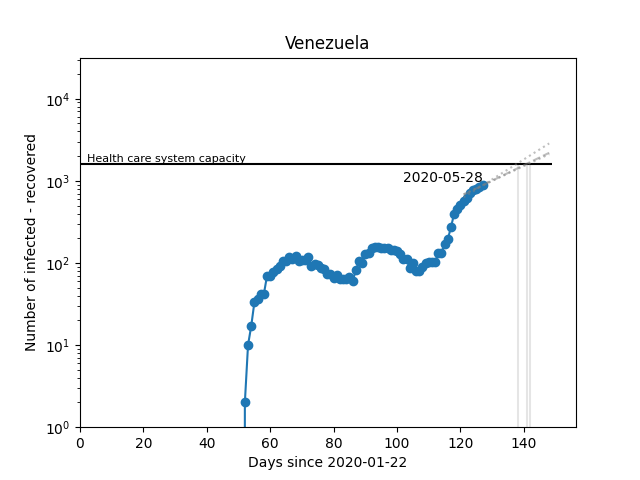 Venezuela
Number of infected - recovered
10^4
10^3
10^2
10^1
10^0
Health care system capacity
2020-05-28
0 20 40 60 80 100 120 140
Days since 2020-01-22